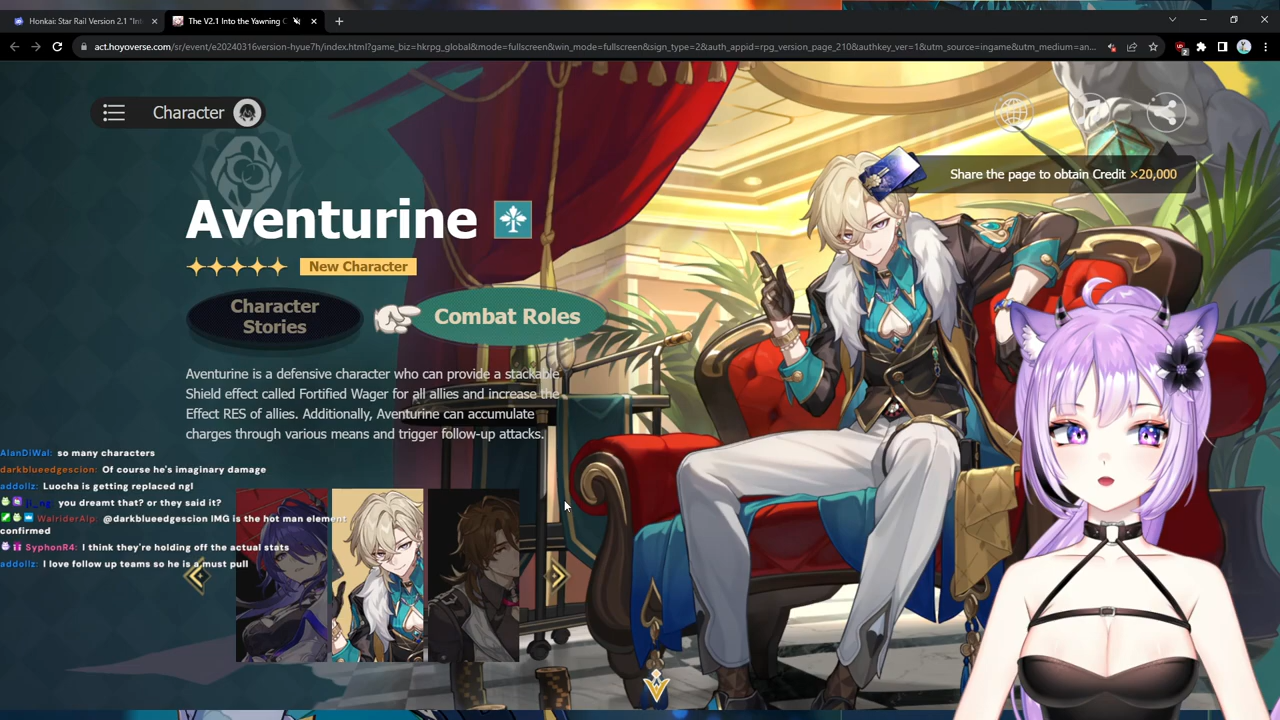 Honkai: Star Rail Version 2.1 "Int
The V2.1 Into the Yawning C
act.hoyoverse.com/sr/event/e20240316version-hyue7h/index.html?game_biz=hkrpg_global&mode=fullscreen&win_mode=fullscreen&sign_type=2&auth_appid=rpg_version_page_210&authkey_ver=1&utm_source=ingame&utm_medium=an...
2
Character
Share the page to obtain Credit ×20,000
Aventurine
New Character
Character
Stories
Combat Roles
Aventurine is a defensive character who can provide a stackable
Shield effect called Fortified Wager for all allies and increase the
Effect RES of allies. Additionally, Aventurine can accumulate
charges through various means and trigger follow-up attacks.
AlanDiWal: so many characters
darkblueedgescion: Of course he's imaginary damage
addollz: Luocha is getting replaced ngl
you dreamt that? or they said it?
WalriderAlp: @darkblueedgescion IMG is the hot man element
confirmed
SyphonR4: I think they're holding off the actual stats
addollz: I love follow up teams so he is a must pull